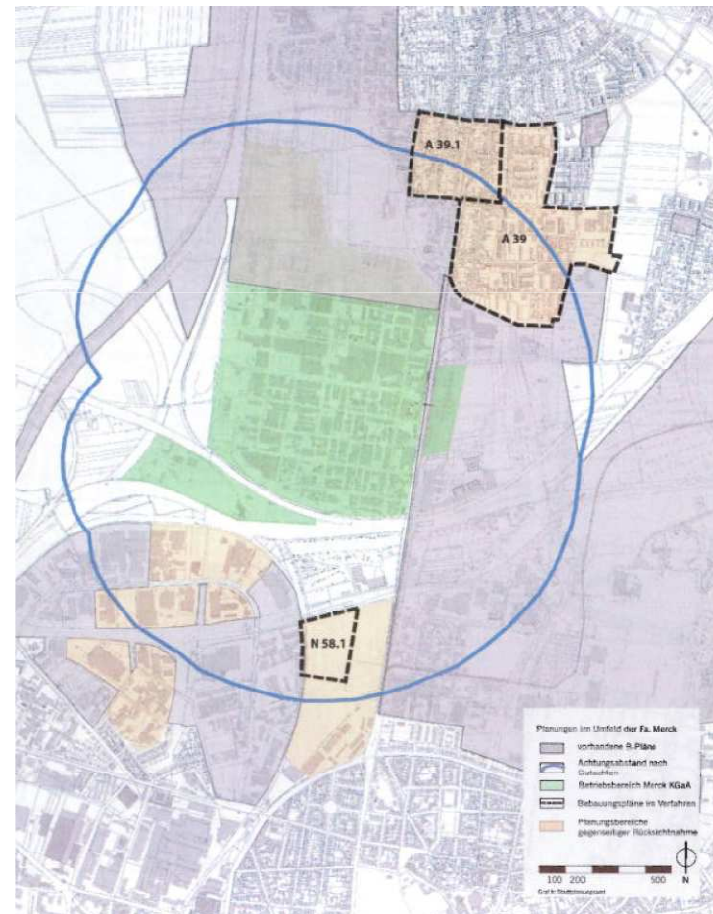 A 39.1
A 39
N 58.1
Planungen im Umfeld der Fa. Merck
vorhandene B-Pläne
Achtungsabstand nach
Gutachten
Betriebsbereich Merck KGaA
Bebauungspläne im Verfahren
Planungsbereiche
gegenseitiger Rücksichtnahme
100 200 500 N